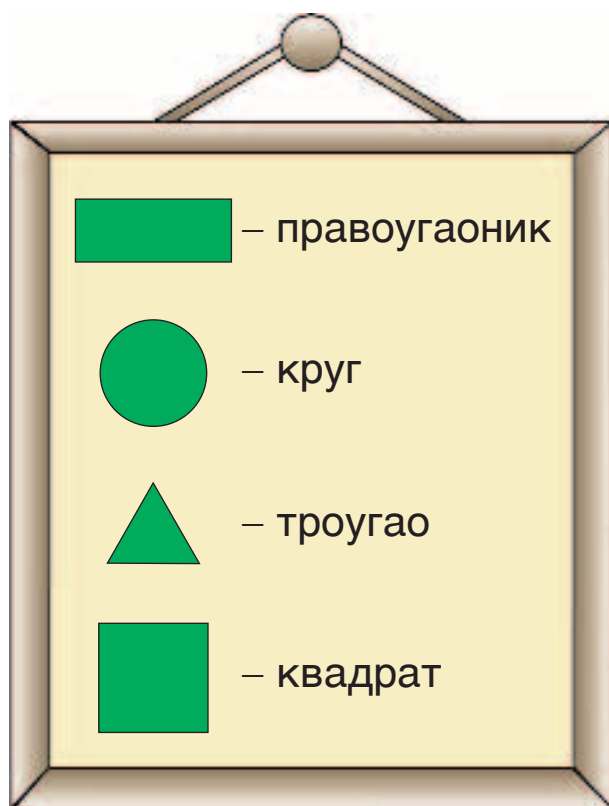 – правоугаоник
– круг
– троугао
– квадрат